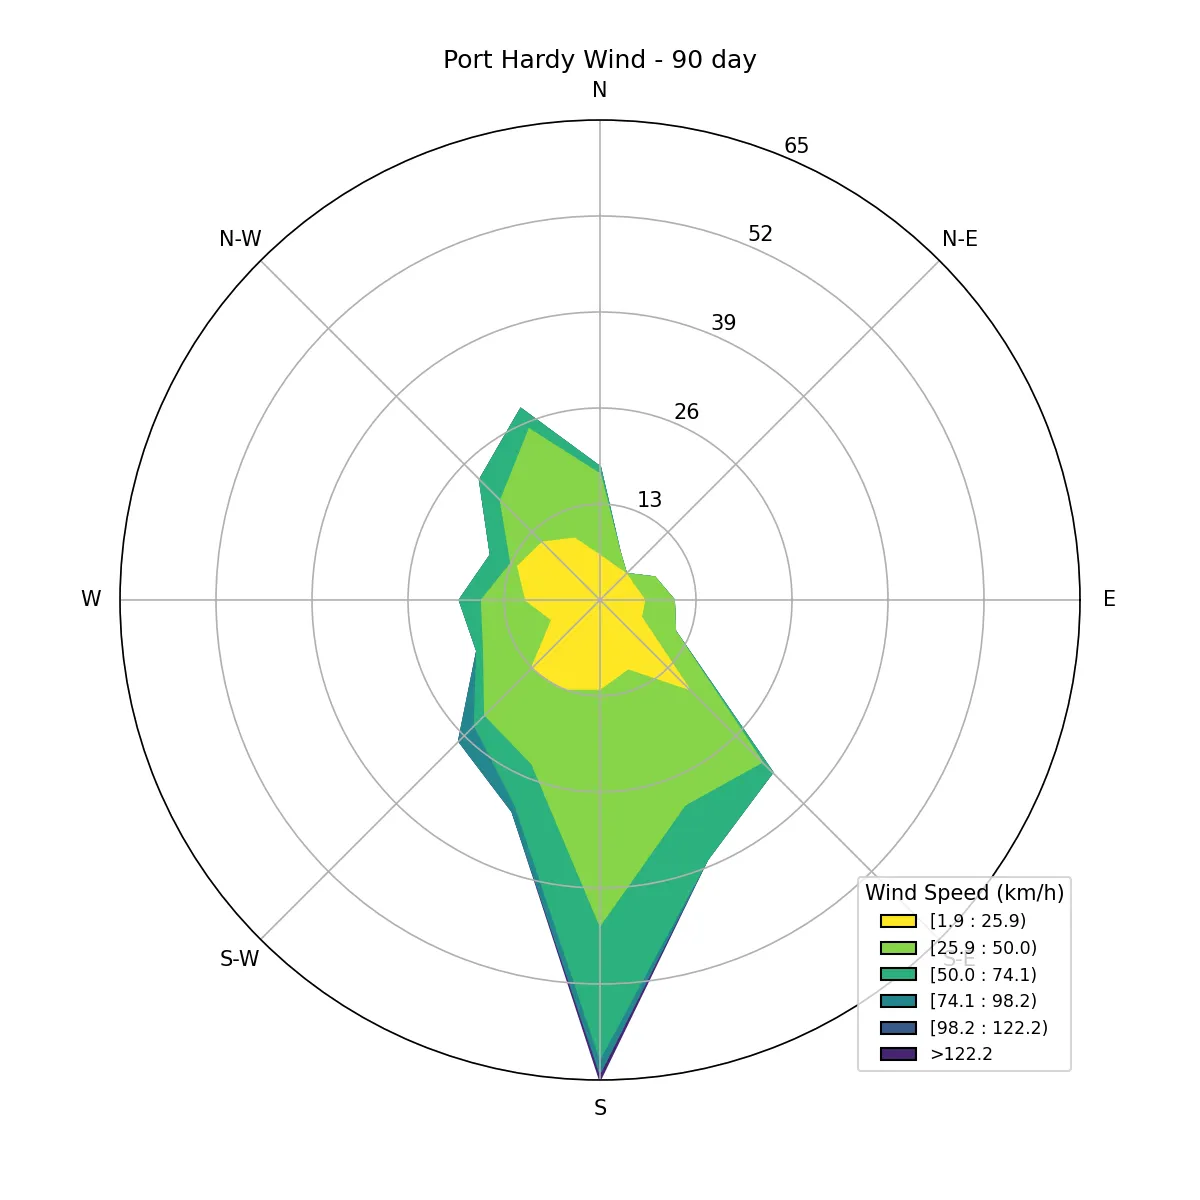 Port Hardy Wind - 90 day
N
65
N-W
52
N-E
39
26
13
W
E
Wind Speed (km/h)
[1.9 : 25.9)
[25.9 : 50.0)
S-W
S-E
[50.0 : 74.1)
[74.1 : 98.2)
[98.2 : 122.2)
>122.2
S